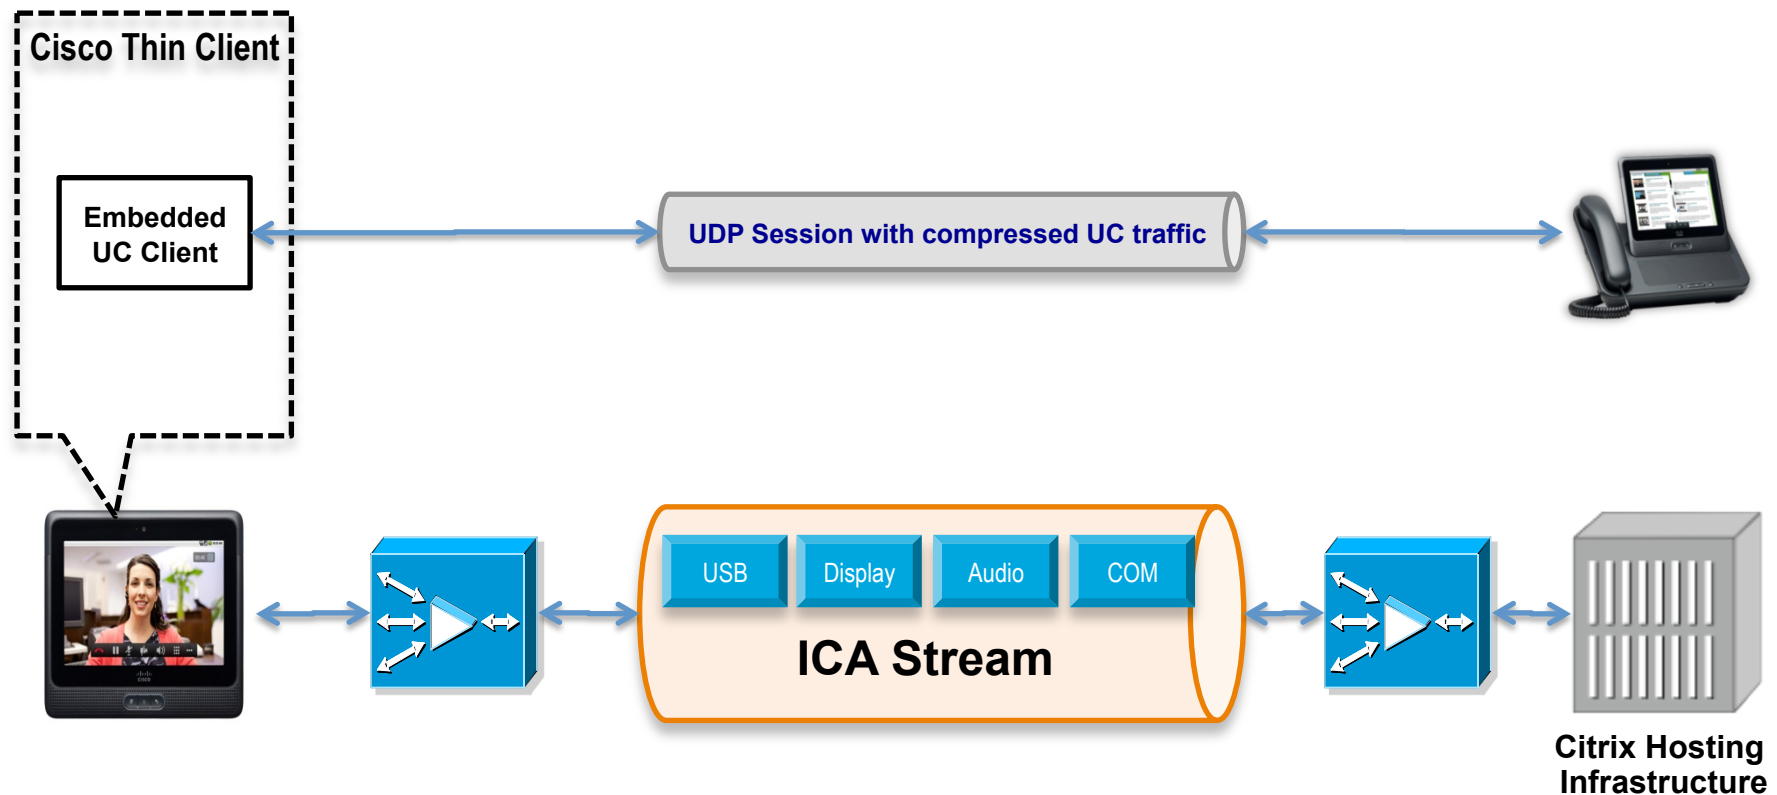 Cisco Thin Client
Embedded
UC Client
UDP Session with compressed UC traffic
USB
Display
Audio
COM
ICA Stream
CISCO
Citrix Hosting
Infrastructure